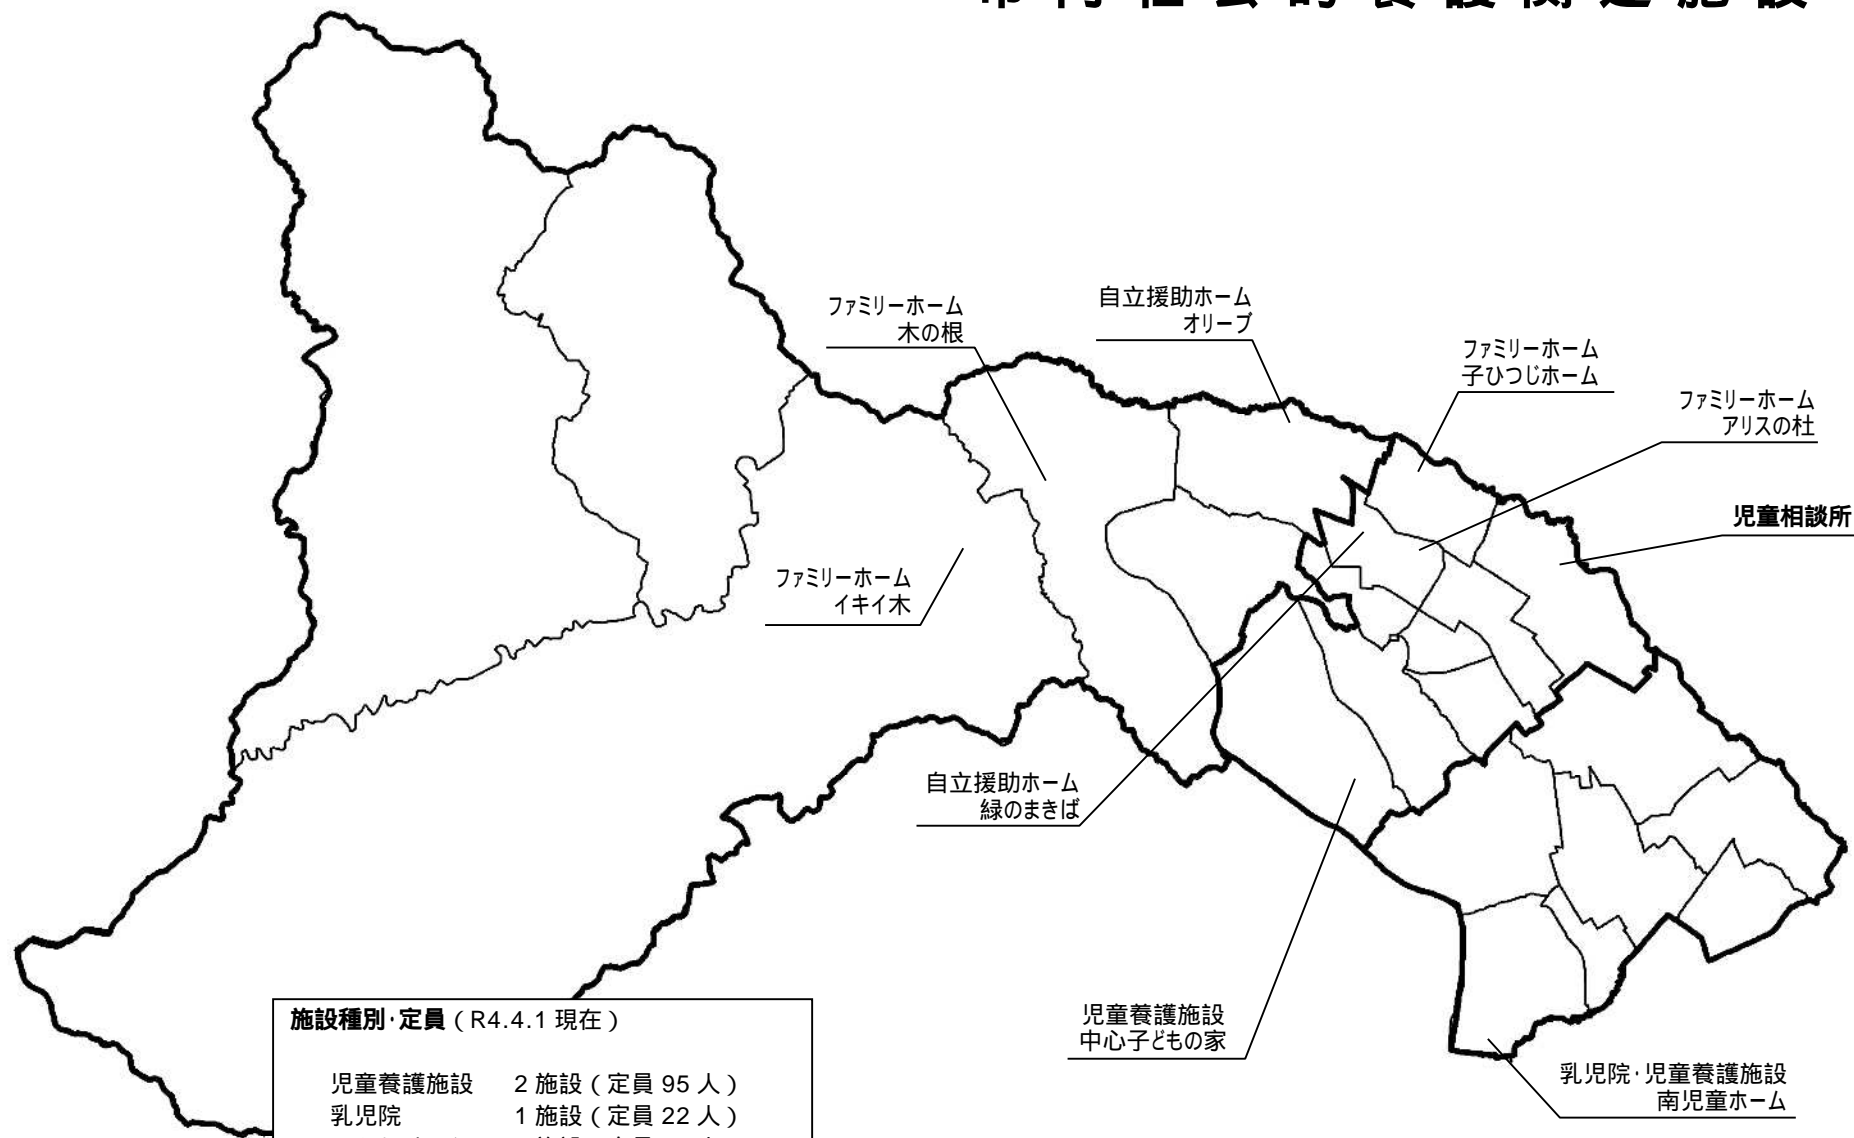 ファミリーホーム
木の根
自立援助ホーム
オリーブ
ファミリーホーム
子ひつじホーム
ファミリーホーム
アリスの杜
児童相談所
ファミリーホーム
イキイ木
自立援助ホーム
緑のまきば
児童養護施設
中心子どもの家
乳児院・児童養護施設
南児童ホーム
施設種別・定員（R4.4.1 現在）
児童養護施設 2 施設（定員 95 人）
乳児院 1 施設（定員 22 人）